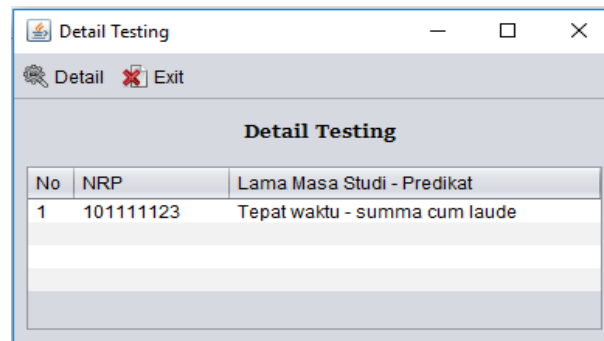 Detail Testing
Detail Exit
Detail Testing
No NRP Lama Masa Studi - Predikat
1 101111123 Tepat waktu - summa cum laude